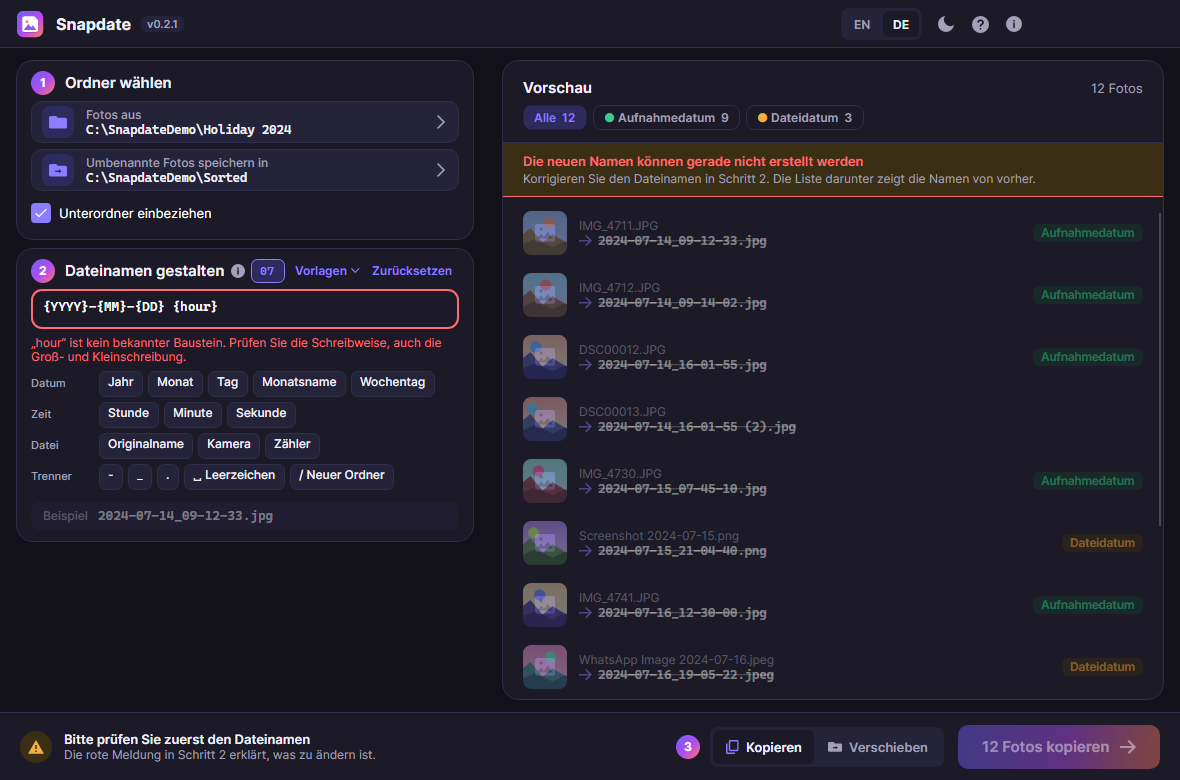 Snapdate v0.2.1
EN DE ? i
1 Ordner wählen
Fotos aus
C:\SnapdateDemo\Holiday 2024
Umbenannte Fotos speichern in
C:\SnapdateDemo\Sorted
Unterordner einbeziehen
2 Dateinamen gestalten i 07 Vorlagen Zurücksetzen
{YYYY}-{MM}-{DD} {hour}
„hour“ ist kein bekannter Baustein. Prüfen Sie die Schreibweise, auch die
Groß- und Kleinschreibung.
Datum Jahr Monat Tag Monatsname Wochentag
Zeit Stunde Minute Sekunde
Datei Originalname Kamera Zähler
Trenner - _ . ␣ Leerzeichen / Neuer Ordner
Beispiel 2024-07-14_09-12-33.jpg
Vorschau 12 Fotos
Alle 12 Aufnahmedatum 9 Dateidatum 3
Die neuen Namen können gerade nicht erstellt werden
Korrigieren Sie den Dateinamen in Schritt 2. Die Liste darunter zeigt die Namen von vorher.
IMG_4711.JPG
→ 2024-07-14_09-12-33.jpg Aufnahmedatum
IMG_4712.JPG
→ 2024-07-14_09-14-02.jpg Aufnahmedatum
DSC00012.JPG
→ 2024-07-14_16-01-55.jpg Aufnahmedatum
DSC00013.JPG
→ 2024-07-14_16-01-55 (2).jpg
IMG_4730.JPG
→ 2024-07-15_07-45-10.jpg Aufnahmedatum
Screenshot 2024-07-15.png
→ 2024-07-15_21-04-40.png Dateidatum
IMG_4741.JPG
→ 2024-07-16_12-30-00.jpg Aufnahmedatum
WhatsApp Image 2024-07-16.jpeg
→ 2024-07-16_19-05-22.jpeg Dateidatum
Bitte prüfen Sie zuerst den Dateinamen
Die rote Meldung in Schritt 2 erklärt, was zu ändern ist.
3 Kopieren Verschieben 12 Fotos kopieren →